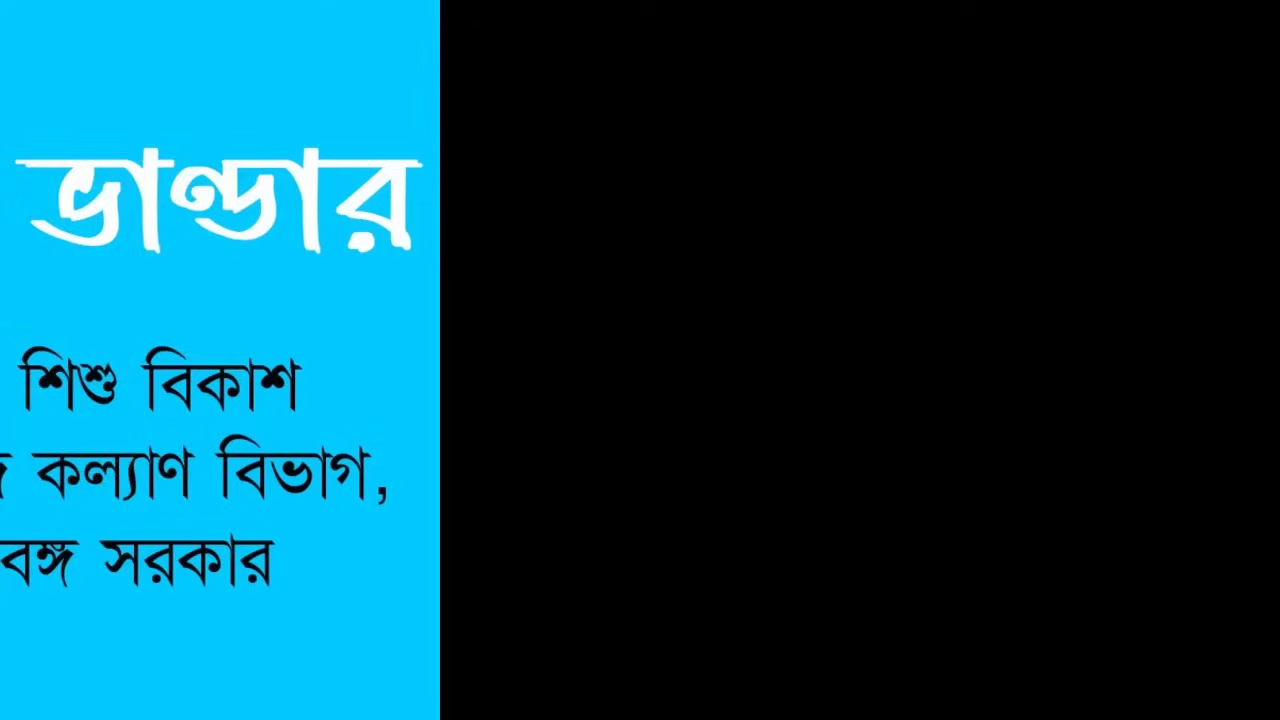 ভাণ্ডার
শিশু বিকাশ
কল্যাণ বিভাগ,
বঙ্গ সরকার